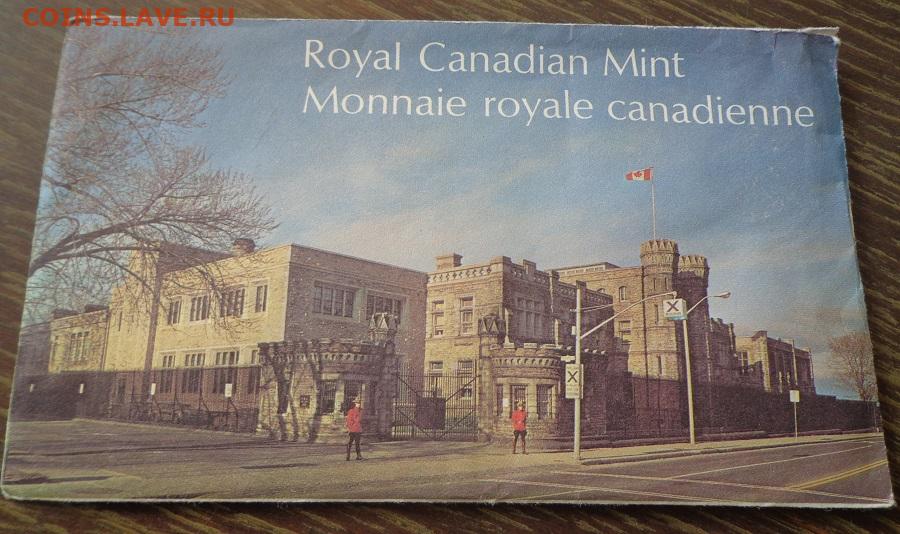 COINS.LAVE.RU
Royal Canadian Mint
Monnaie royale canadienne
X
X